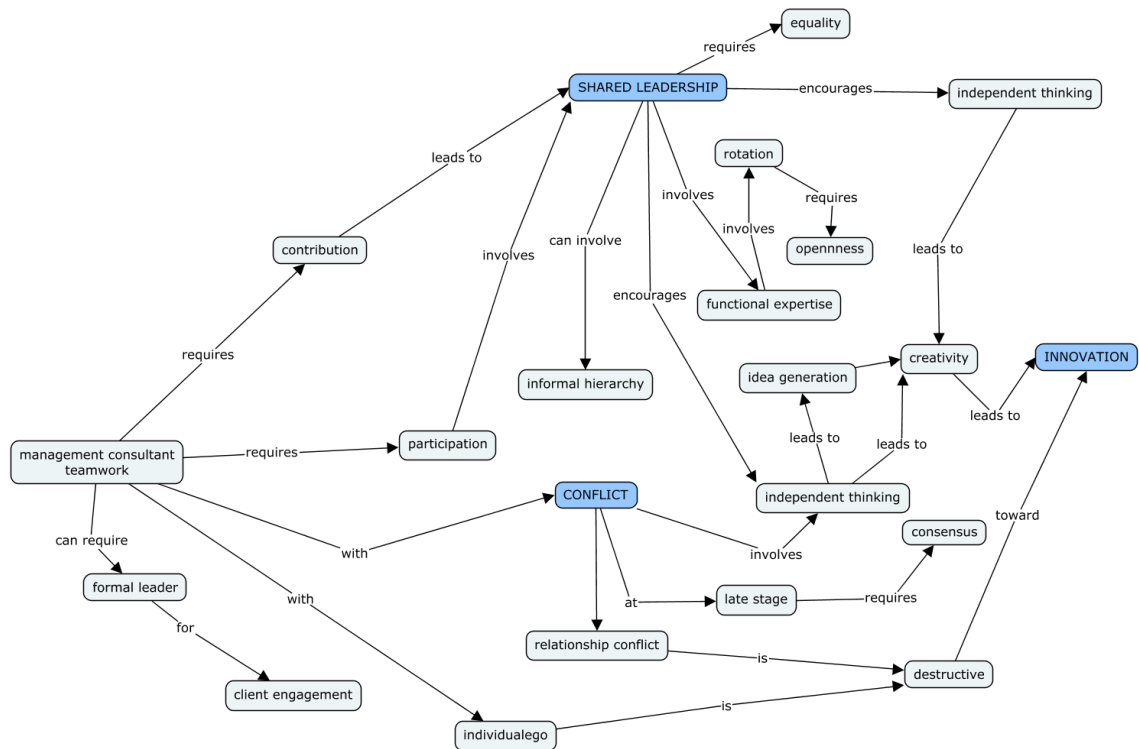 equality
requires
SHARED LEADERSHIP
encourages
independent thinking
rotation
leads to
involves
requires
contribution
can involve
involves
opennness
leads to
involves
encourages
functional expertise
requires
creativity
INNOVATION
idea generation
informal hierarchy
leads to
participation
leads to
leads to
management consultant
teamwork
requires
CONFLICT
independent thinking
toward
consensus
can require
with
involves
formal leader
with
at
late stage
requires
for
relationship conflict
is
destructive
client engagement
is
individualego